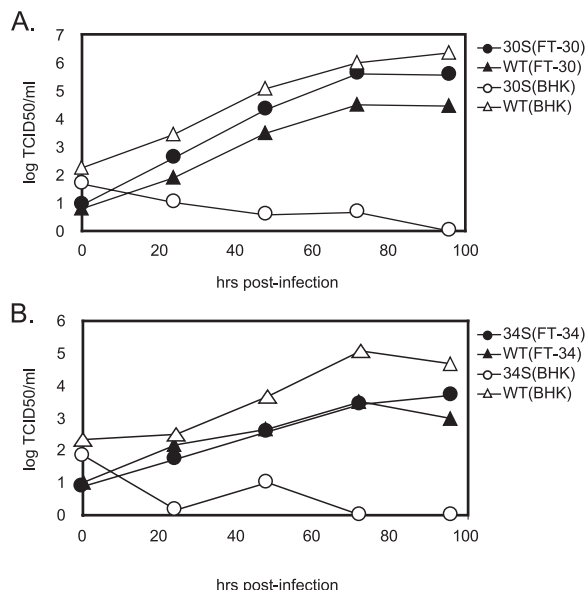 A.
7
6
5
4
3
2
1
0
log TCID50/ml
0 20 40 60 80 100
hrs post-infection
30S(FT-30)
WT(FT-30)
30S(BHK)
WT(BHK)
B.
6
5
4
3
2
1
0
log TCID50/ml
0 20 40 60 80 100
hrs post-infection
34S(FT-34)
WT(FT-34)
34S(BHK)
WT(BHK)